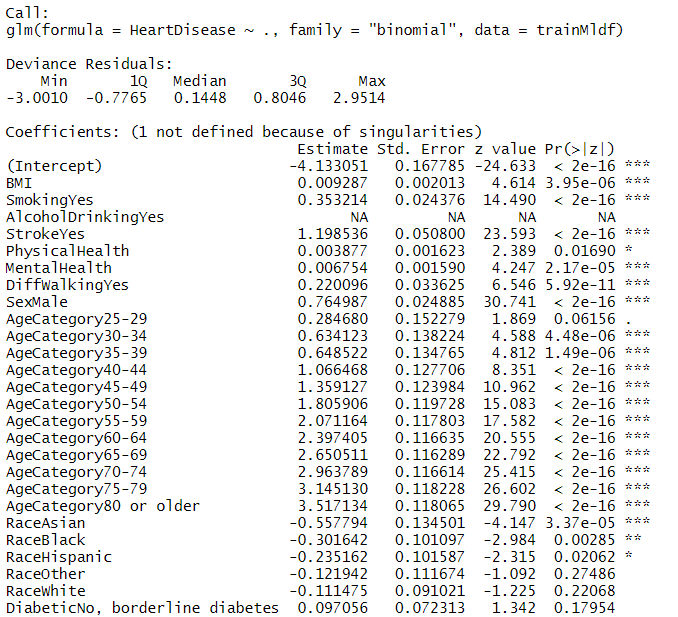 Call:
glm(formula = HeartDisease ~ ., family = "binomial", data = trainMldf)
Deviance Residuals:
Min 1Q Median 3Q Max
-3.0010 -0.7765 0.1448 0.8046 2.9514
Coefficients: (1 not defined because of singularities)
Estimate Std. Error z value Pr(>|z|)
(Intercept) -4.133051 0.167785 -24.633 < 2e-16 ***
BMI 0.009287 0.002013 4.614 3.95e-06 ***
SmokingYes 0.353214 0.024376 14.490 < 2e-16 ***
AlcoholDrinkingYes NA NA NA NA
StrokeYes 1.198536 0.050800 23.593 < 2e-16 ***
PhysicalHealth 0.003877 0.001623 2.389 0.01690 *
MentalHealth 0.006754 0.001590 4.247 2.17e-05 ***
DiffWalkingYes 0.220096 0.033625 6.546 5.92e-11 ***
SexMale 0.764987 0.024885 30.741 < 2e-16 ***
AgeCategory25-29 0.284680 0.152279 1.869 0.06156 .
AgeCategory30-34 0.634123 0.138224 4.588 4.48e-06 ***
AgeCategory35-39 0.648522 0.134765 4.812 1.49e-06 ***
AgeCategory40-44 1.066468 0.127706 8.351 < 2e-16 ***
AgeCategory45-49 1.359127 0.123984 10.962 < 2e-16 ***
AgeCategory50-54 1.805906 0.119728 15.083 < 2e-16 ***
AgeCategory55-59 2.071164 0.117803 17.582 < 2e-16 ***
AgeCategory60-64 2.397405 0.116635 20.555 < 2e-16 ***
AgeCategory65-69 2.650511 0.116289 22.792 < 2e-16 ***
AgeCategory70-74 2.963789 0.116614 25.415 < 2e-16 ***
AgeCategory75-79 3.145130 0.118228 26.602 < 2e-16 ***
AgeCategory80 or older 3.517134 0.118065 29.790 < 2e-16 ***
RaceAsian -0.557794 0.134501 -4.147 3.37e-05 ***
RaceBlack -0.301642 0.101097 -2.984 0.00285 **
RaceHispanic -0.235162 0.101587 -2.315 0.02062 *
RaceOther -0.121942 0.111674 -1.092 0.27486
RaceWhite -0.111475 0.091021 -1.225 0.22068
DiabeticNo, borderline diabetes 0.097056 0.072313 1.342 0.17954